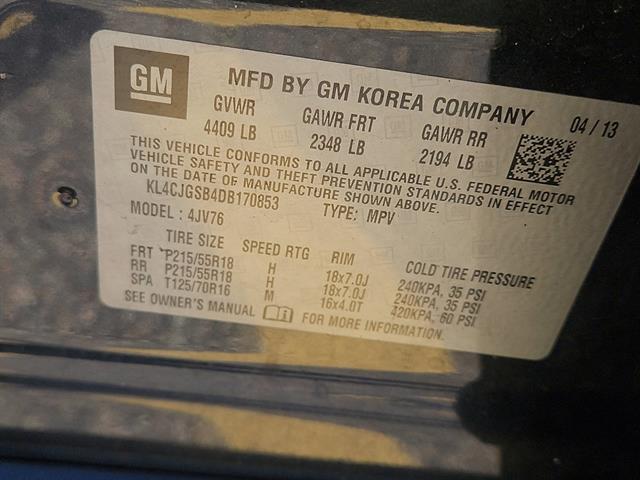 GM
MFD BY GM KOREA COMPANY
04 / 13
GVWR GAWR FRT GAWR RR
4409 LB 2348 LB 2194 LB
THIS VEHICLE CONFORMS TO ALL APPLICABLE U.S. FEDERAL MOTOR
VEHICLE SAFETY AND THEFT PREVENTION STANDARDS IN EFFECT
ON THE DATE OF MANUFACTURE SHOWN ABOVE.
KL4CJGSB4DB170853 TYPE: MPV
MODEL : 4JV76
TIRE SIZE SPEED RTG RIM COLD TIRE PRESSURE
FRT P215/55R18 H 18x7.0J 240KPA, 35 PSI
RR P215/55R18 H 18x7.0J 240KPA, 35 PSI
SPA T125/70R16 M 16x4.0T 420KPA, 60 PSI
SEE OWNER'S MANUAL FOR MORE INFORMATION.